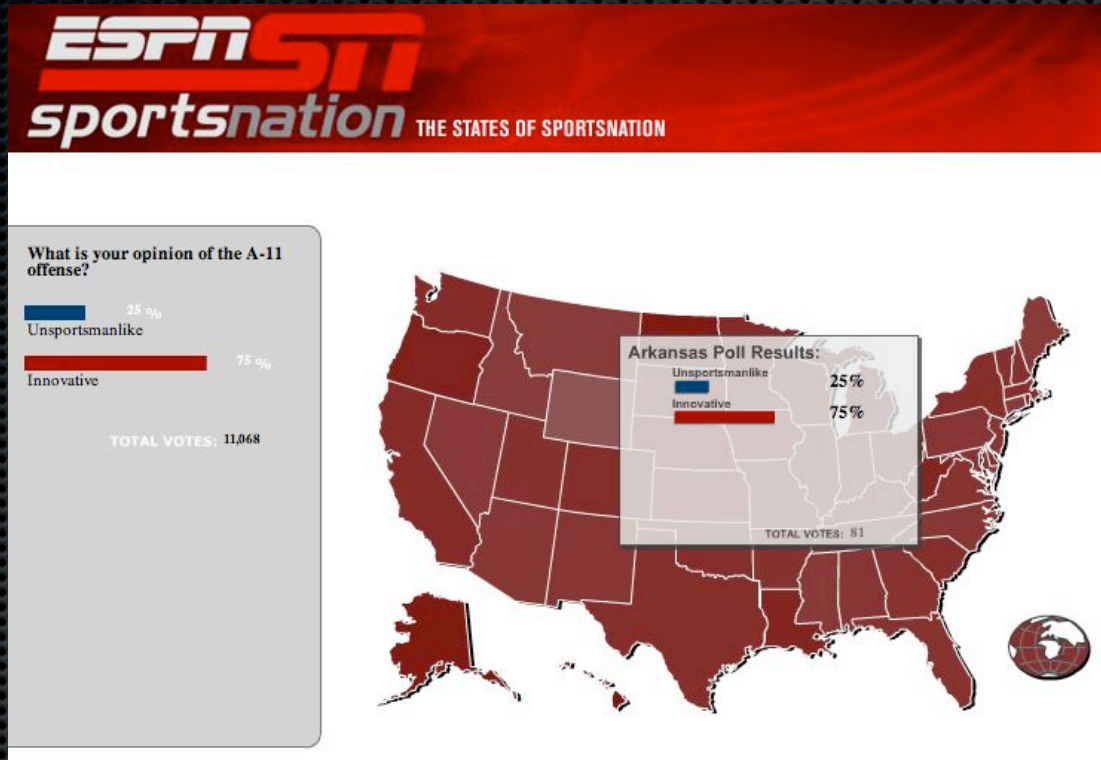 ESPN SN
sportsnation THE STATES OF SPORTSNATION
What is your opinion of the A-11
offense?
25 %
Unsportsmanlike
75 %
Innovative
TOTAL VOTES: 11,068
Arkansas Poll Results:
Unsportsmanlike
25%
Innovative
75%
TOTAL VOTES: 81